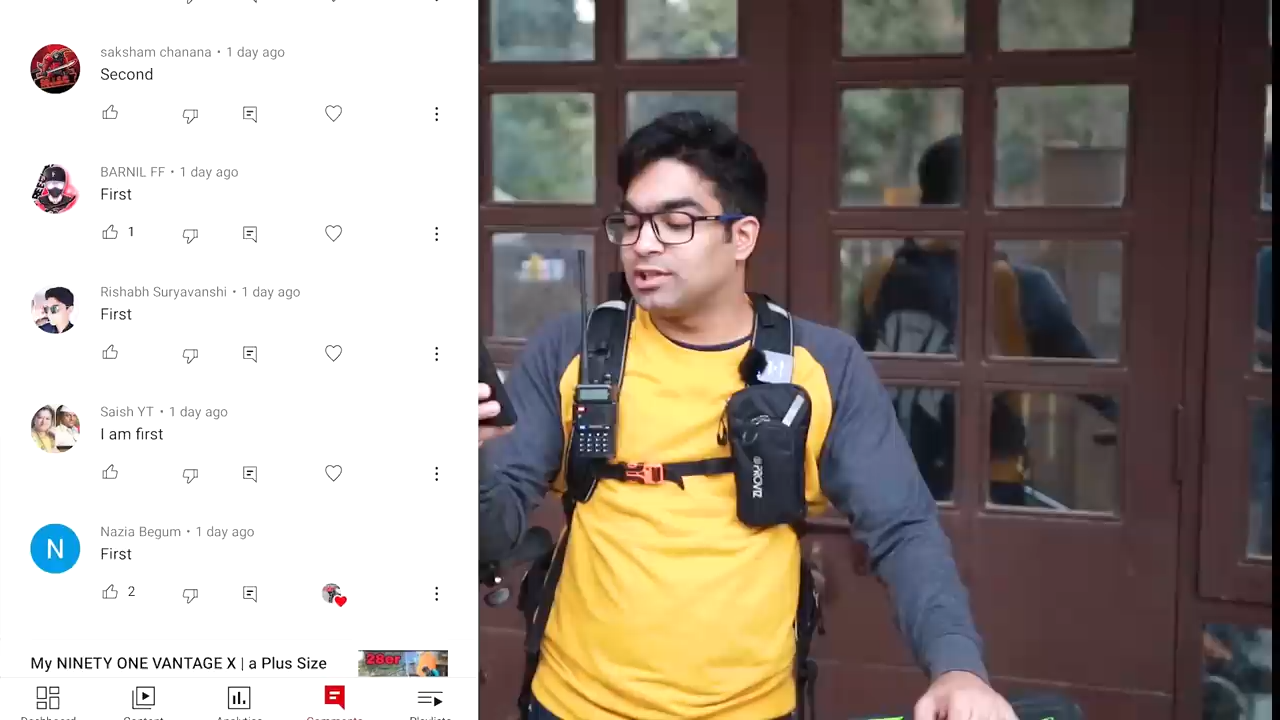 saksham chanana • 1 day ago
Second
BARNIL FF • 1 day ago
First
1
Rishabh Suryavanshi • 1 day ago
First
Saish YT • 1 day ago
I am first
N
Nazia Begum • 1 day ago
First
2
My NINETY ONE VANTAGE X | a Plus Size
28er
PROVIZ